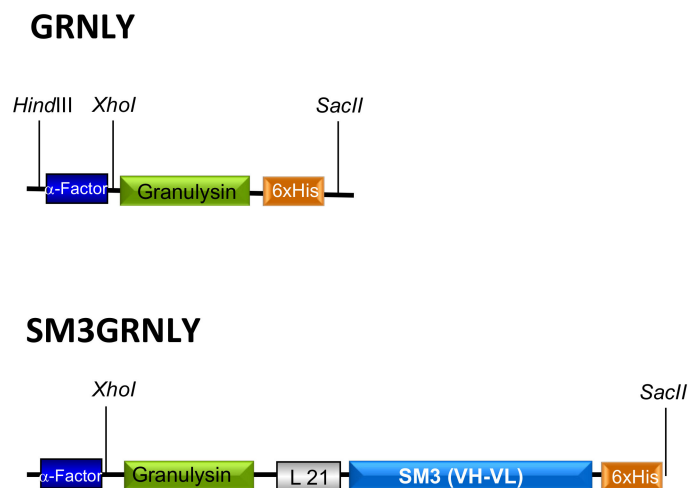 GRNLY
HindIII XhoI SacII
α-Factor Granulysin 6xHis
SM3GRNLY
XhoI SacII
α-Factor Granulysin L 21 SM3 (VH-VL) 6xHis